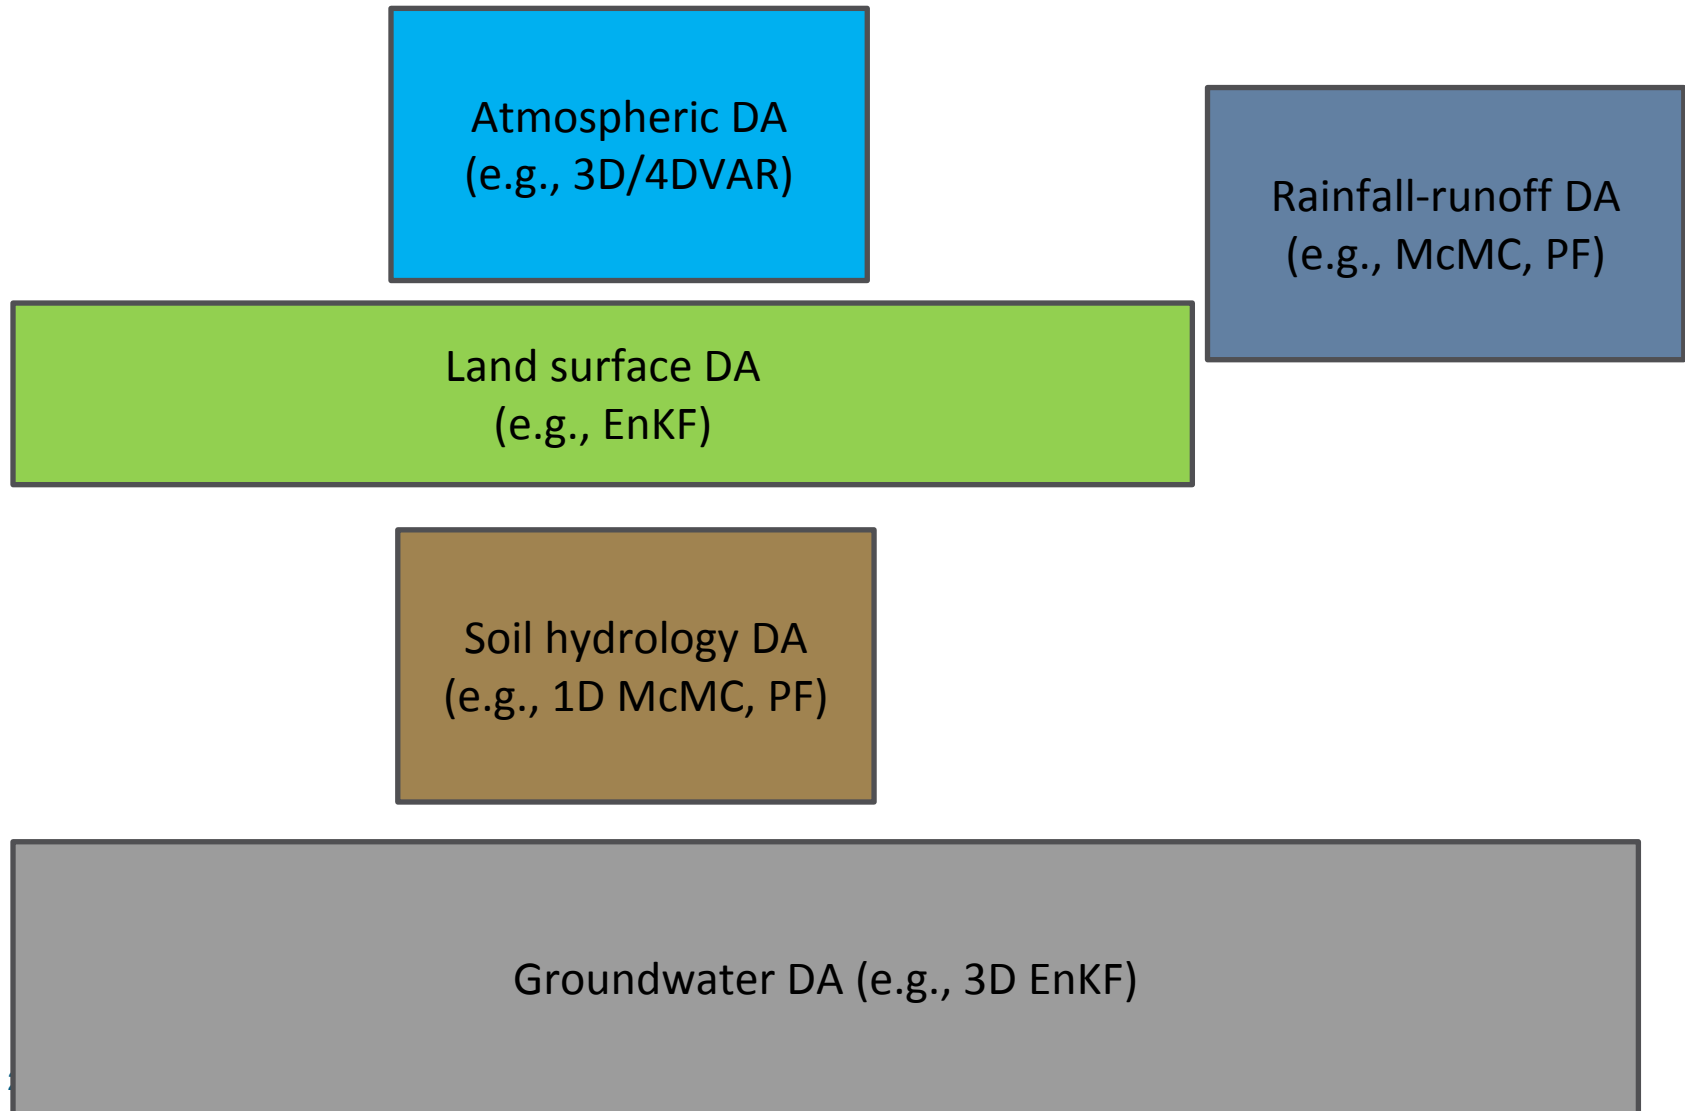 Atmospheric DA
(e.g., 3D/4DVAR)
Rainfall-runoff DA
(e.g., McMC, PF)
Land surface DA
(e.g., EnKF)
Soil hydrology DA
(e.g., 1D McMC, PF)
Groundwater DA (e.g., 3D EnKF)